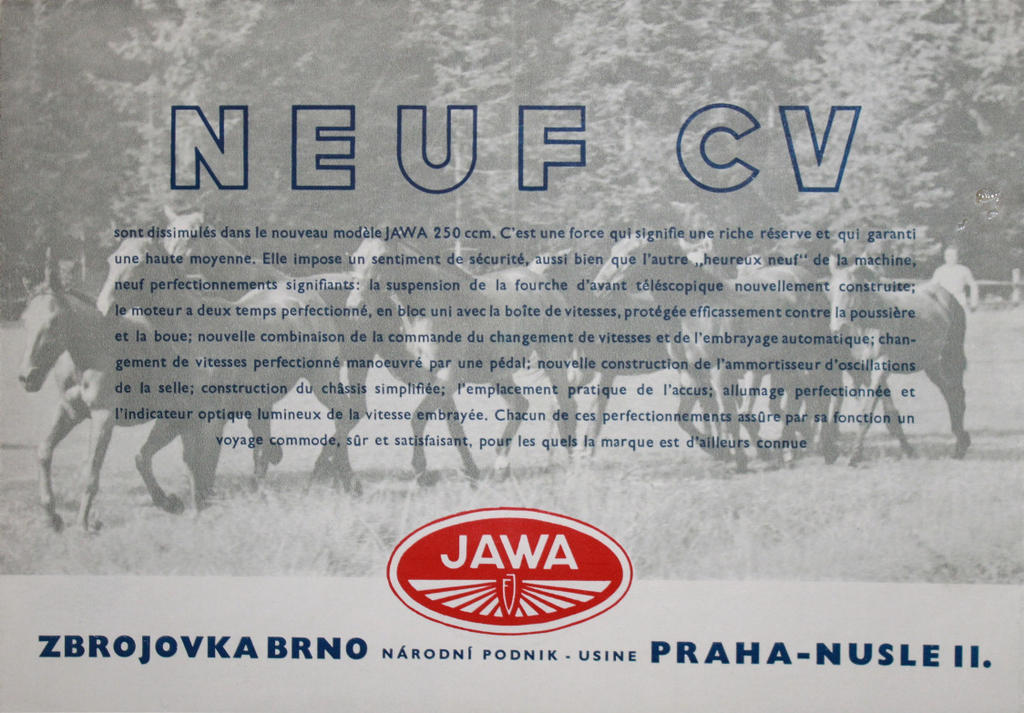 NEUF CV
sont dissimulés dans le nouveau modèle JAWA 250 ccm. C'est une force qui signifie une riche réserve et qui garanti
une haute moyenne. Elle impose un sentiment de sécurité, aussi bien que l'autre „heureux neuf“ de la machine,
neuf perfectionnements signifiants: la suspension de la fourche d'avant téléscopique nouvellement construite;
le moteur a deux temps perfectionné, en bloc uni avec la boîte de vitesses, protégée efficassement contre la poussière
et la boue; nouvelle combinaison de la commande du changement de vitesses et de l'embrayage automatique; chan-
gement de vitesses perfectionné manoeuvré par une pédal; nouvelle construction de l'ammortisseur d'oscillations
de la selle; construction du châssis simplifiée; l'emplacement pratique de l'accus; allumage perfectionnée et
l'indicateur optique lumineux de la vitesse embrayée. Chacun de ces perfectionnements assûre par sa fonction un
voyage commode, sûr et satisfaisant, pour les quels la marque est d'ailleurs connue
JAWA
FJ
ZBROJOVKA BRNO NÁRODNÍ PODNIK - USINE PRAHA-NUSLE II.